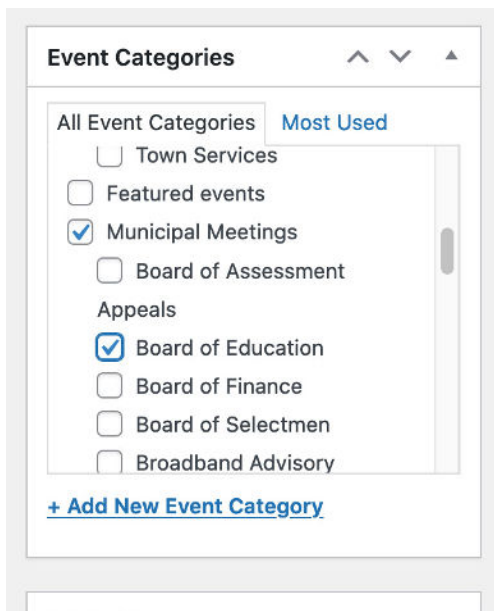 Event Categories
All Event Categories Most Used
Town Services
Featured events
Municipal Meetings
Board of Assessment
Appeals
Board of Education
Board of Finance
Board of Selectmen
Broadband Advisory
+ Add New Event Category